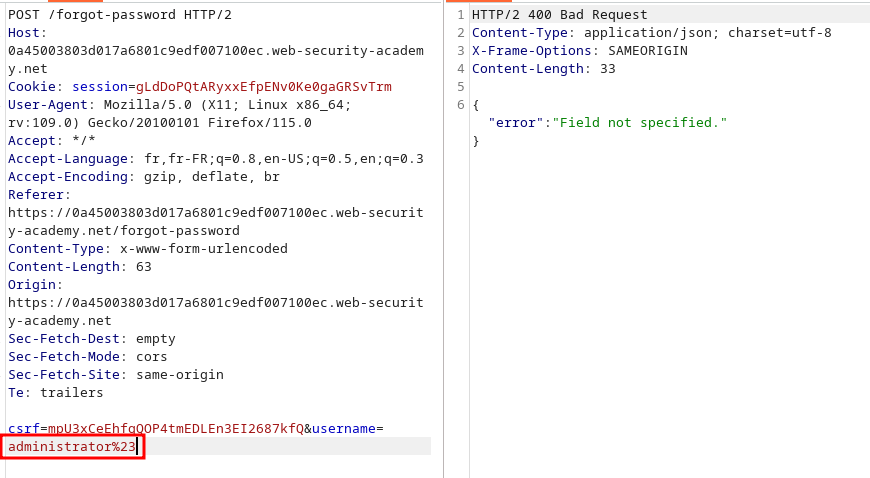 POST /forgot-password HTTP/2
Host:
0a45003803d017a6801c9edf007100ec.web-security-academ
y.net
Cookie: session=gLdDoPQtARyxxEfpENv0Ke0gaGRSvTrm
User-Agent: Mozilla/5.0 (X11; Linux x86_64;
rv:109.0) Gecko/20100101 Firefox/115.0
Accept: */*
Accept-Language: fr,fr-FR;q=0.8,en-US;q=0.5,en;q=0.3
Accept-Encoding: gzip, deflate, br
Referer:
https://0a45003803d017a6801c9edf007100ec.web-securit
y-academy.net/forgot-password
Content-Type: x-www-form-urlencoded
Content-Length: 63
Origin:
https://0a45003803d017a6801c9edf007100ec.web-securit
y-academy.net
Sec-Fetch-Dest: empty
Sec-Fetch-Mode: cors
Sec-Fetch-Site: same-origin
Te: trailers
csrf=mpU3xCeEhfqQOP4tmEDLEn3EI2687kfQ&username=
administrator%23
1 HTTP/2 400 Bad Request
2 Content-Type: application/json; charset=utf-8
3 X-Frame-Options: SAMEORIGIN
4 Content-Length: 33
5
6 {
"error":"Field not specified."
}